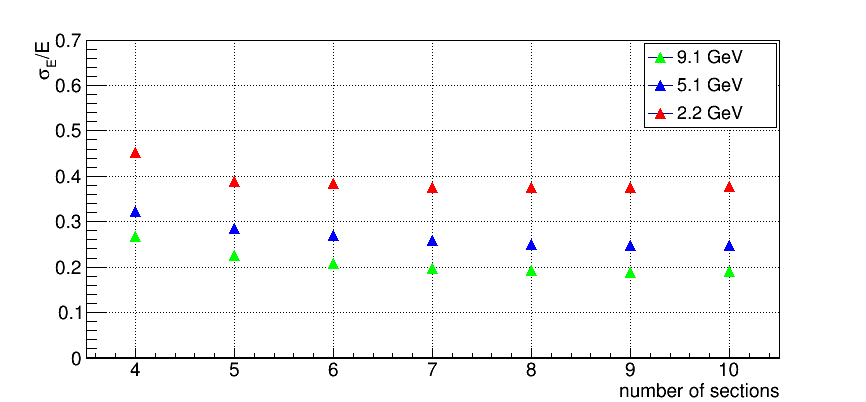 σE/E
0.7
0.6
0.5
0.4
0.3
0.2
0.1
0
9.1 GeV
5.1 GeV
2.2 GeV
4 5 6 7 8 9 10
number of sections